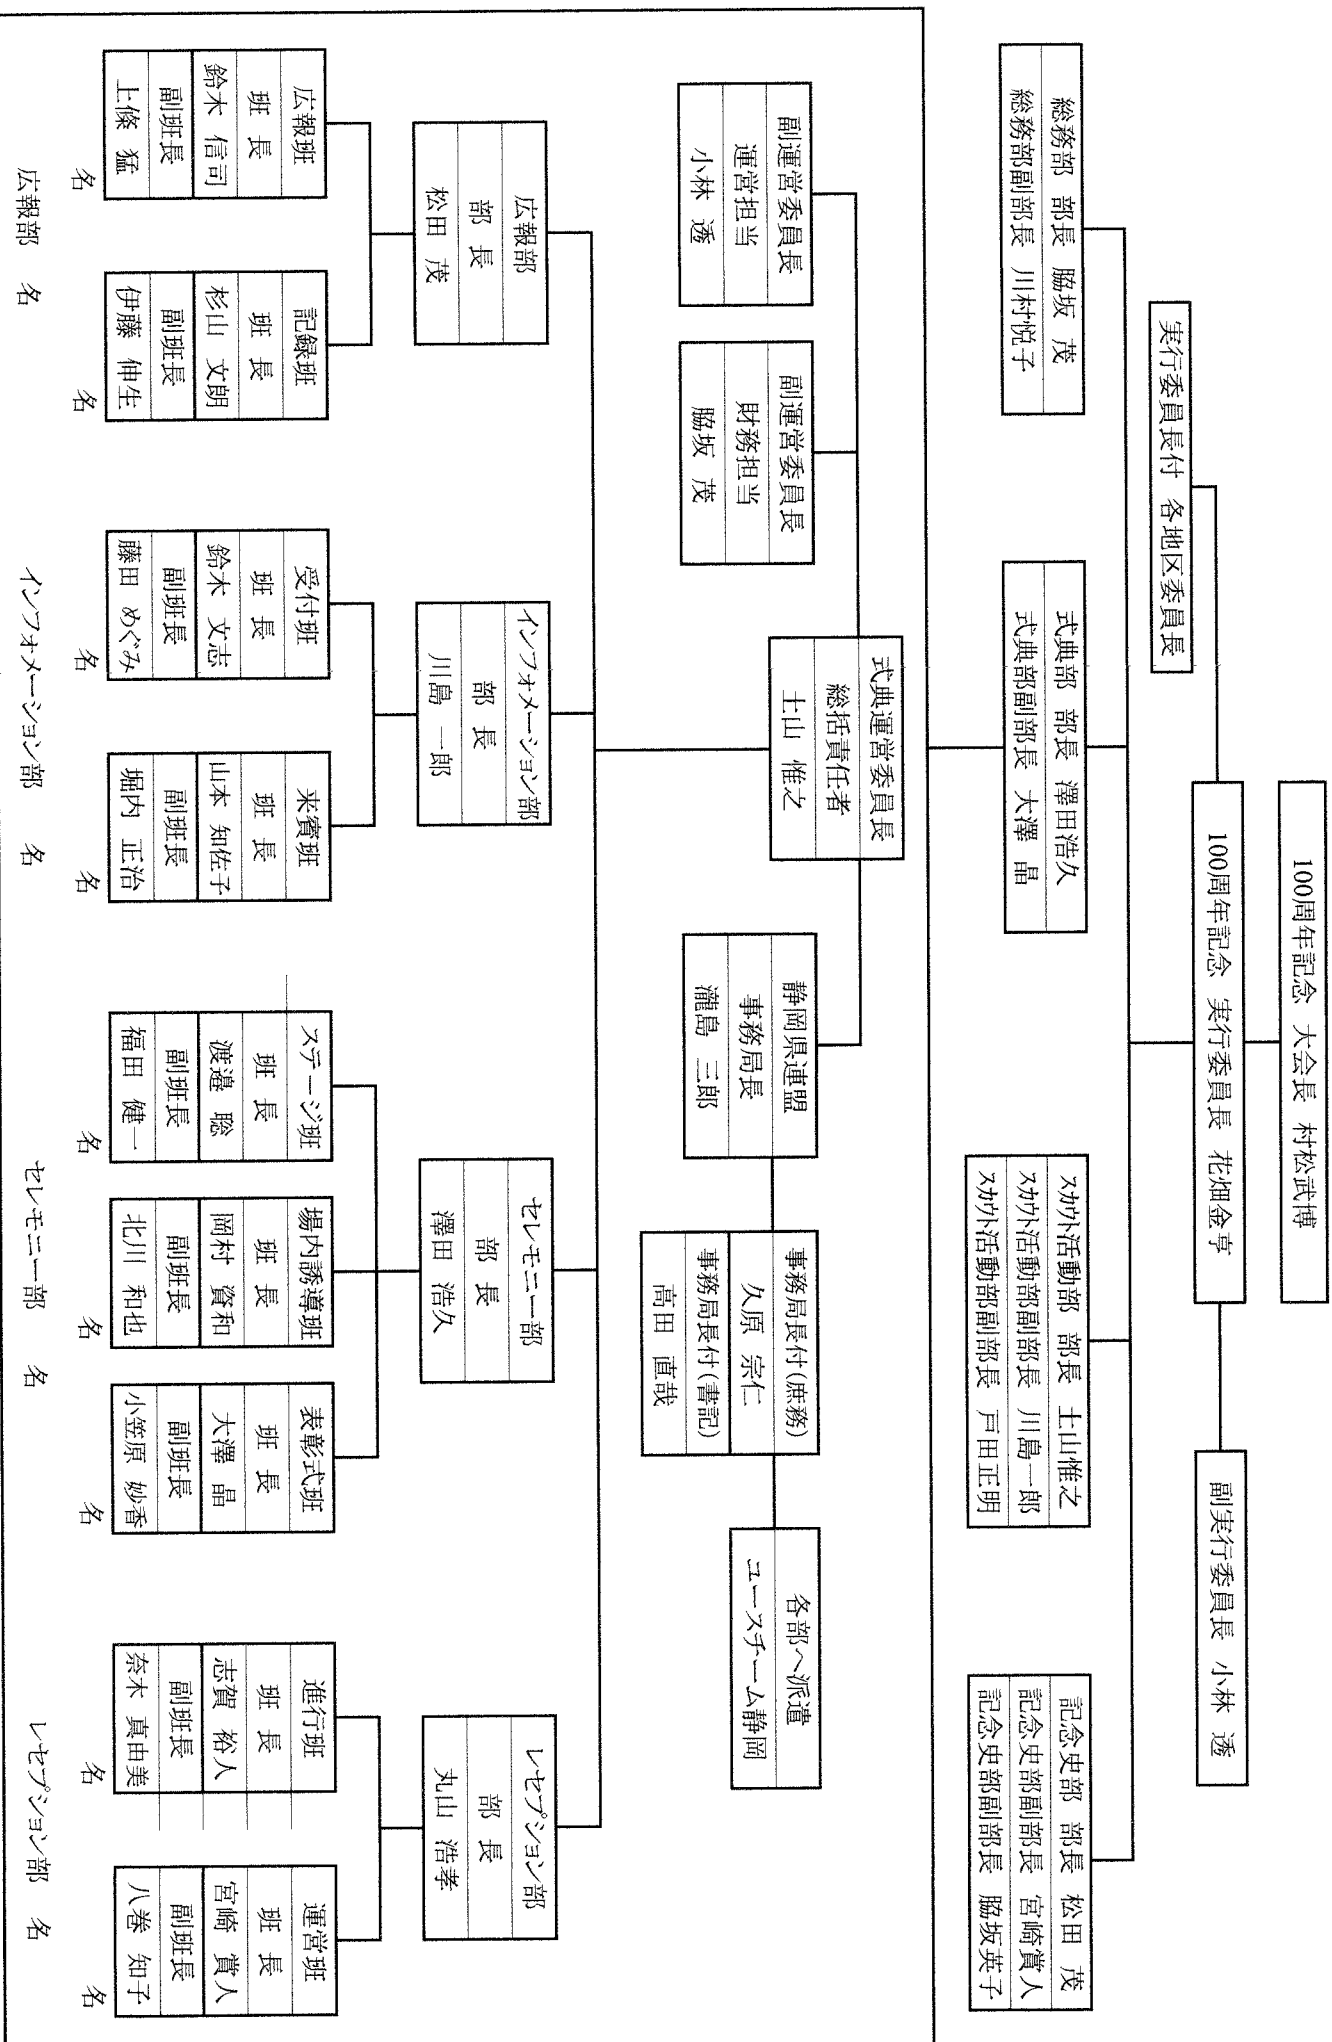 100周年記念 大会長 村松武博
100周年記念 実行委員長 花畑金亨
実行委員長付 各地区委員長
副実行委員長 小林 透
総務部 部長 脇坂 茂
総務部副部長 川村悦子
式典部 部長 澤田浩久
式典部副部長 大澤 晶
スカウト活動部 部長 土山惟之
スカウト活動部副部長 川島一郎
スカウト活動部副部長 戸田正明
記念史部 部長 松田 茂
記念史部副部長 宮崎賞人
記念史部副部長 脇坂英子
式典運営委員長
総括責任者
土山 惟之
副運営委員長
運営担当
小林 透
副運営委員長
財務担当
脇坂 茂
静岡県連盟
事務局長
瀧島 三郎
事務局長付(庶務)
久原 宗仁
事務局長付(書記)
高田 直哉
各部へ派遣
ユースチーム静岡
広報部
部 長
松田 茂
インフォメーション部
部 長
川島 一郎
セレモニー部
部 長
澤田 浩久
レセプション部
部 長
丸山 浩孝
広報班
班 長
鈴木 信司
副班長
上條 猛
名
記録班
班 長
杉山 文朗
副班長
伊藤 伸生
名
受付班
班 長
鈴木 文志
副班長
藤田 めぐみ
名
来賓班
班 長
山本 知佐子
副班長
堀内 正治
名
ステージ班
班 長
渡邉 聡
副班長
福田 健一
名
場内誘導班
班 長
岡村 資和
副班長
北川 和也
名
表彰式班
班 長
大澤 晶
副班長
小笠原 妙香
名
進行班
班 長
志賀 裕人
副班長
奈木 真由美
名
運営班
班 長
宮崎 賞人
副班長
八巻 知子
名
広報部 名
インフォメーション部 名
セレモニー部 名
レセプション部 名